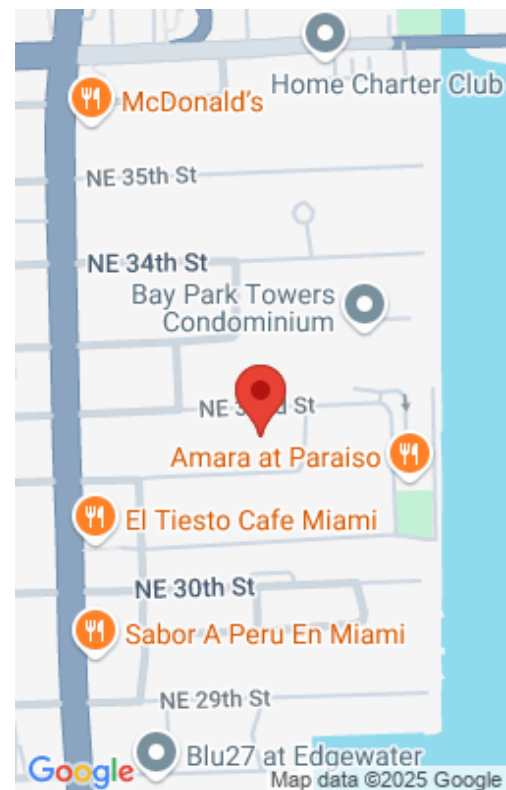 Home Charter Club
McDonald's
NE 35th St
NE 34th St
Bay Park Towers
Condominium
NE St
Amara at Paraiso
El Tiesto Cafe Miami
NE 30th St
Sabor A Peru En Miami
NE 29th St
Blu27 at Edgewater
Google
Map data ©2025 Google